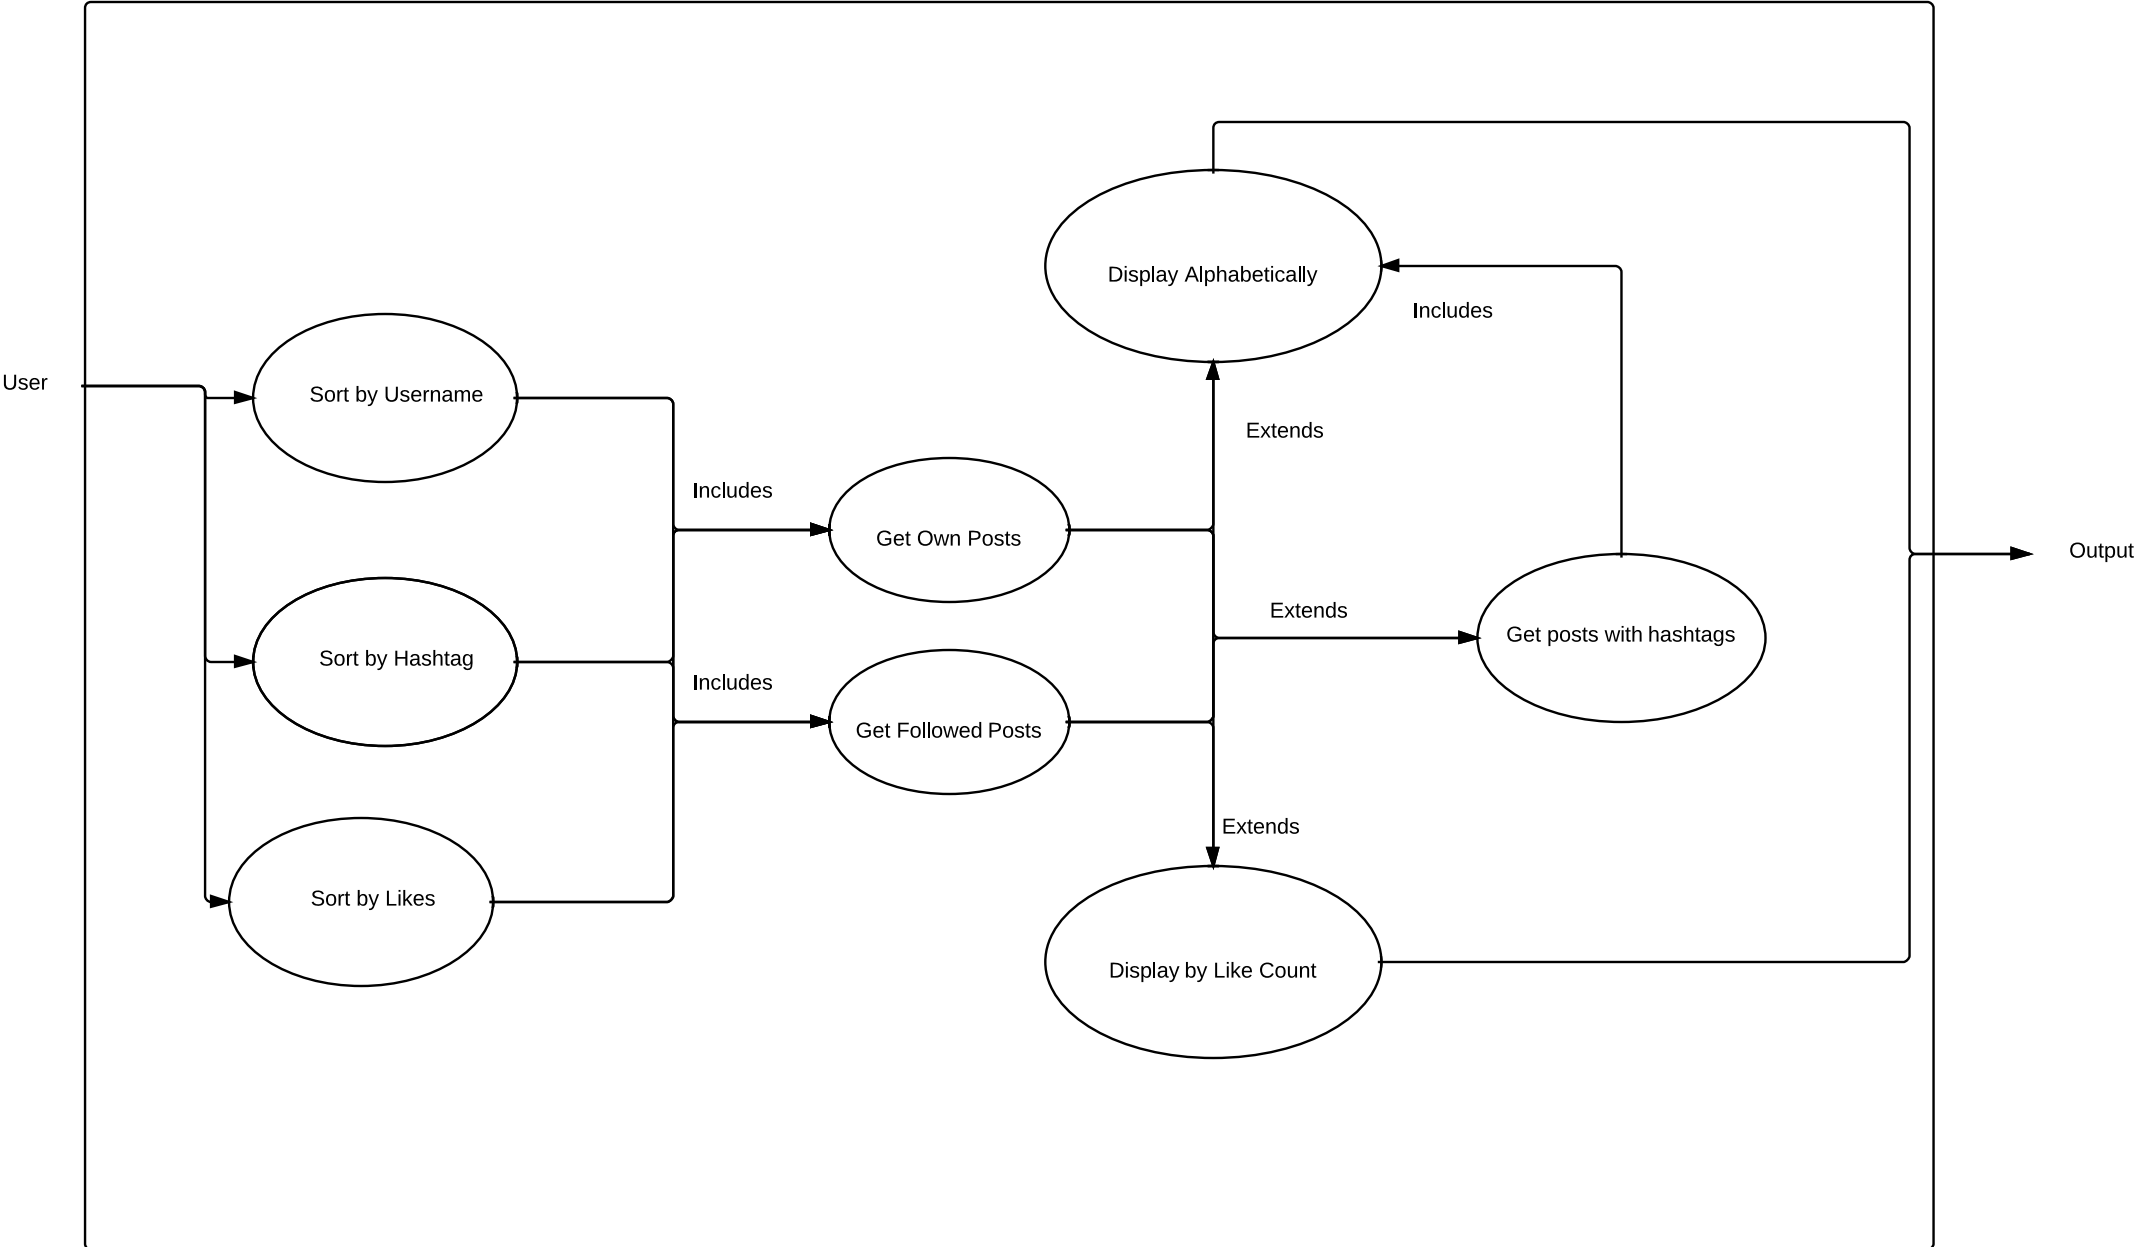 User
Sort by Username
Sort by Hashtag
Sort by Likes
Includes
Includes
Get Own Posts
Get Followed Posts
Display Alphabetically
Includes
Extends
Extends
Get posts with hashtags
Extends
Display by Like Count
Output